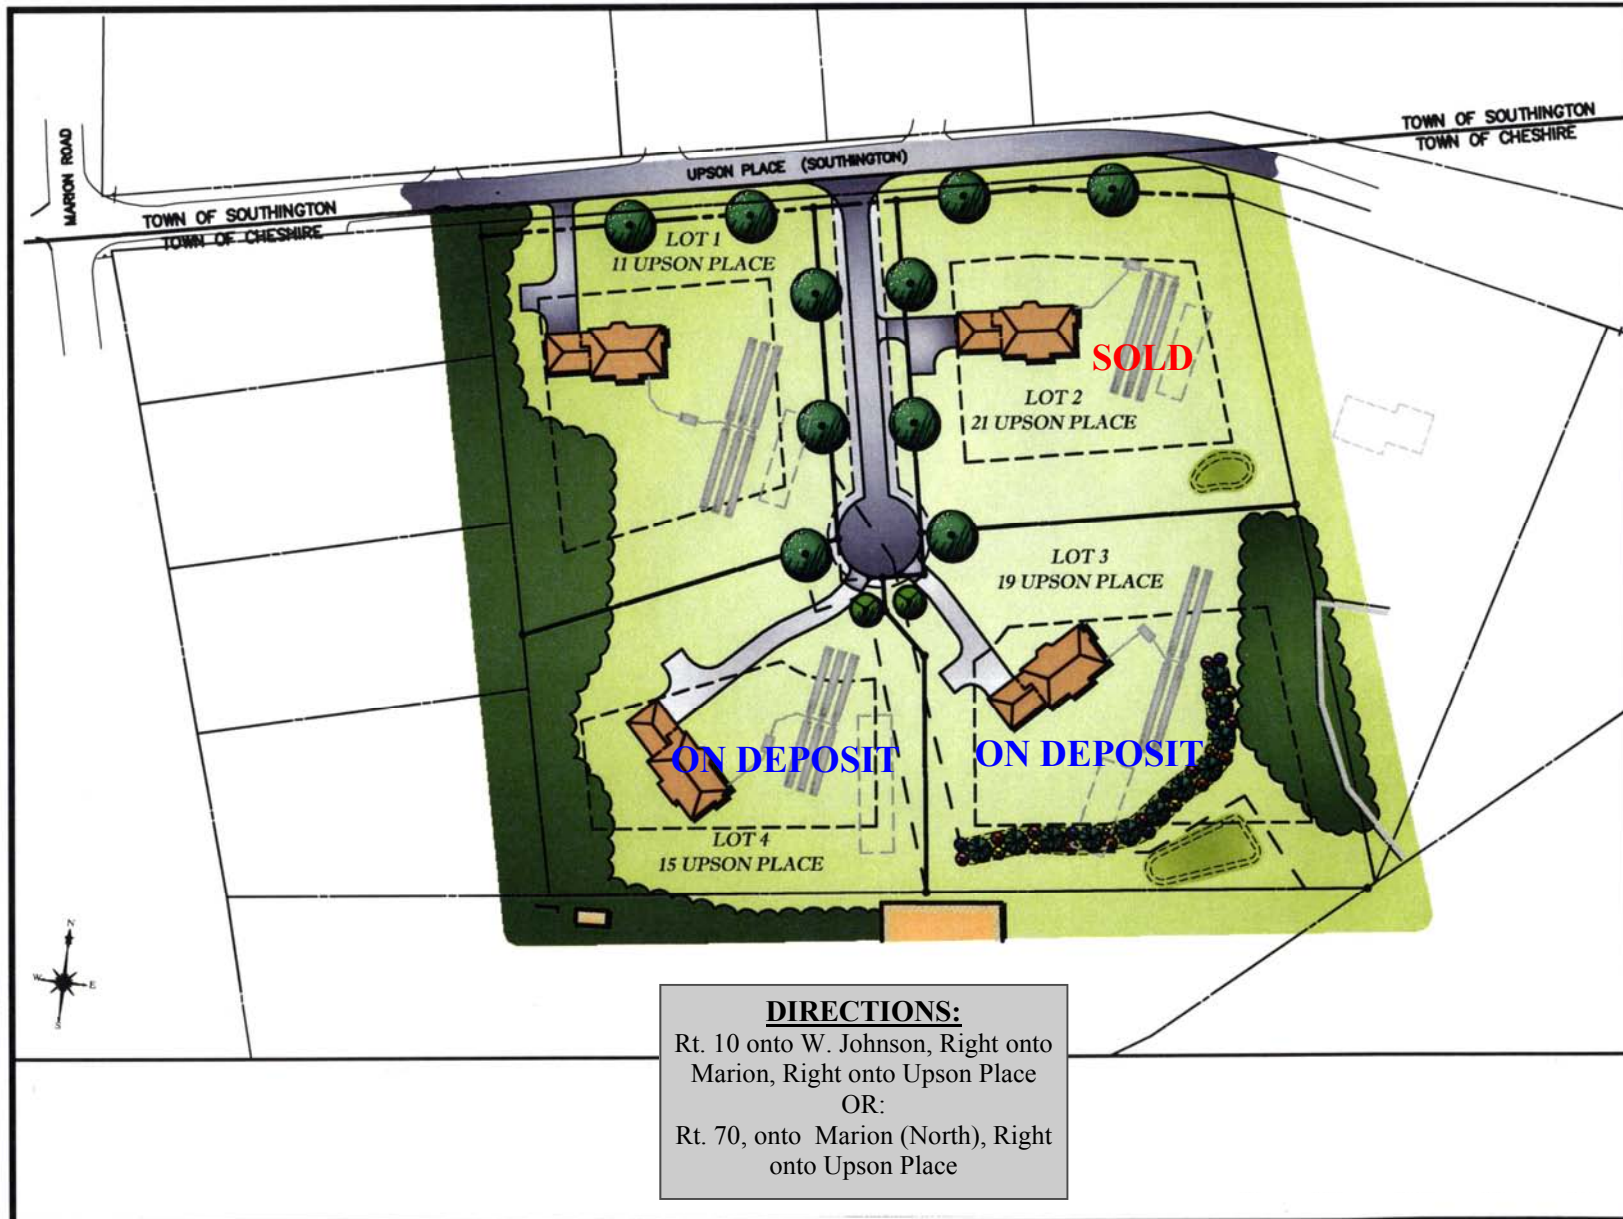 TOWN OF SOUTHINGTON
TOWN OF CHESHIRE
MARION ROAD
UPSON PLACE (SOUTHINGTON)
TOWN OF SOUTHINGTON
TOWN OF CHESHIRE
LOT 1
11 UPSON PLACE
SOLD
LOT 2
21 UPSON PLACE
LOT 3
19 UPSON PLACE
ON DEPOSIT
ON DEPOSIT
LOT 4
15 UPSON PLACE
N
W
E
S
DIRECTIONS:
Rt. 10 onto W. Johnson, Right onto
Marion, Right onto Upson Place
OR:
Rt. 70, onto Marion (North), Right
onto Upson Place